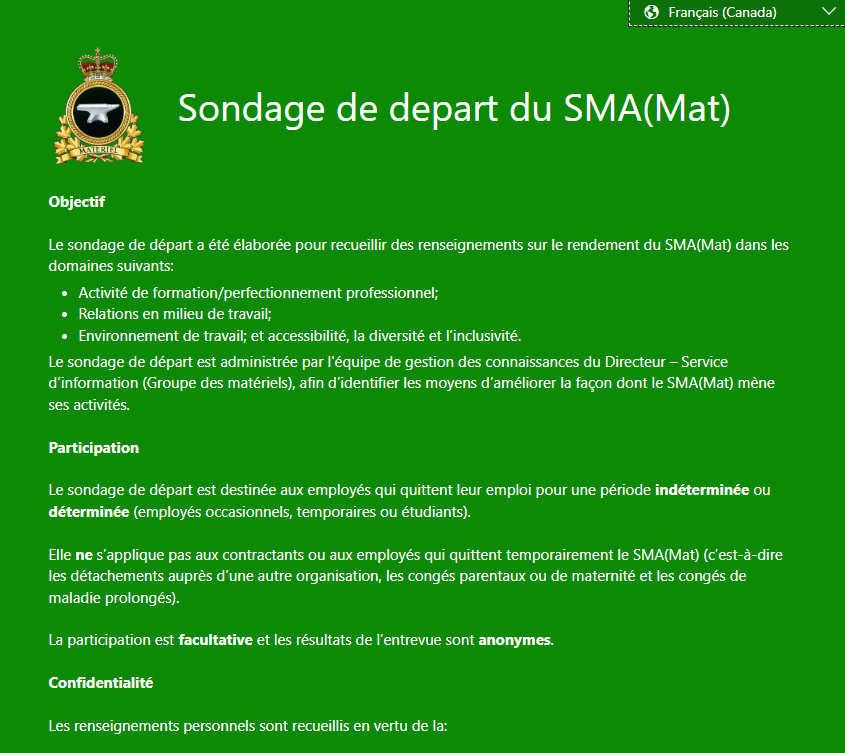 Français (Canada)
MATERIEL
Sondage de depart du SMA(Mat)
Objectif
Le sondage de départ a été élaborée pour recueillir des renseignements sur le rendement du SMA(Mat) dans les
domaines suivants:
• Activité de formation/perfectionnement professionnel;
• Relations en milieu de travail;
• Environnement de travail; et accessibilité, la diversité et l’inclusivité.
Le sondage de départ est administrée par l'équipe de gestion des connaissances du Directeur – Service
d’information (Groupe des matériels), afin d’identifier les moyens d’améliorer la façon dont le SMA(Mat) mène
ses activités.
Participation
Le sondage de départ est destinée aux employés qui quittent leur emploi pour une période indéterminée ou
déterminée (employés occasionnels, temporaires ou étudiants).
Elle ne s’applique pas aux contractants ou aux employés qui quittent temporairement le SMA(Mat) (c’est-à-dire
les détachements auprès d’une autre organisation, les congés parentaux ou de maternité et les congés de
maladie prolongés).
La participation est facultative et les résultats de l’entrevue sont anonymes.
Confidentialité
Les renseignements personnels sont recueillis en vertu de la: